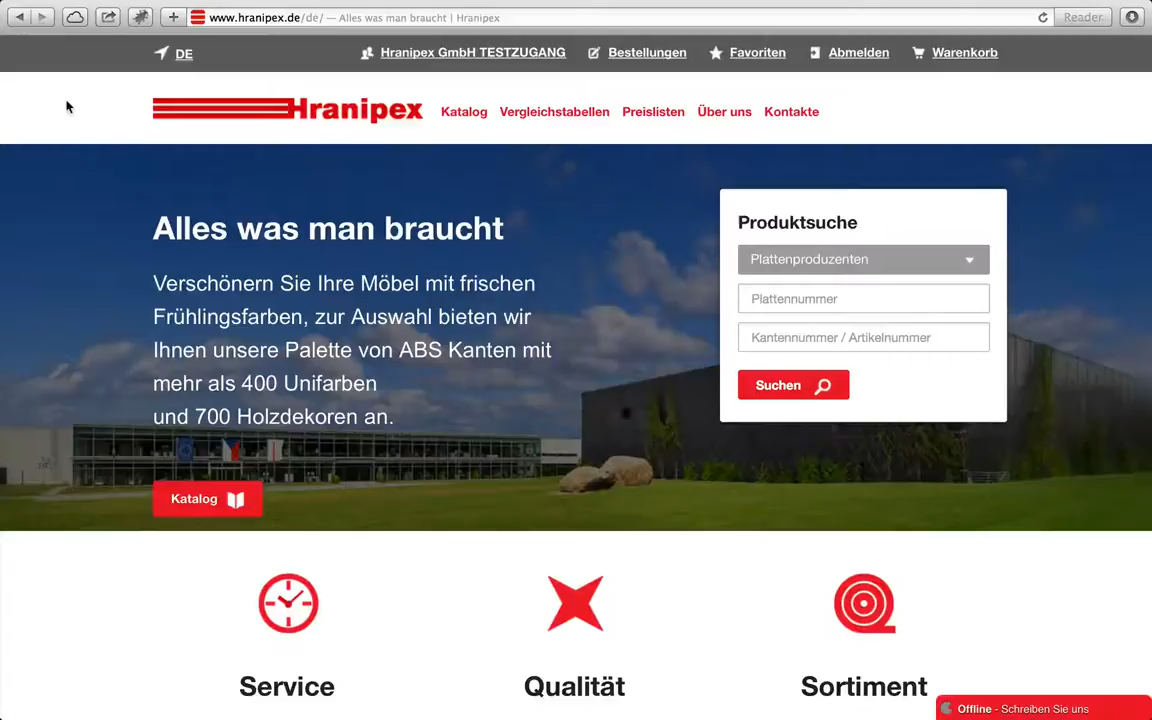 www.hranipex.de/de/ — Alles was man braucht | Hranipex
Reader
DE
Hranipex GmbH TESTZUGANG
Bestellungen
Favoriten
Abmelden
Warenkorb
Hranipex
Katalog
Vergleichstabellen
Preislisten
Über uns
Kontakte
Alles was man braucht
Verschönern Sie Ihre Möbel mit frischen
Frühlingsfarben, zur Auswahl bieten wir
Ihnen unsere Palette von ABS Kanten mit
mehr als 400 Unifarben
und 700 Holzdekoren an.
Katalog
Produktsuche
Plattenproduzenten
Plattennummer
Kantennummer / Artikelnummer
Suchen
Service
Qualität
Sortiment
Offline - Schreiben Sie uns